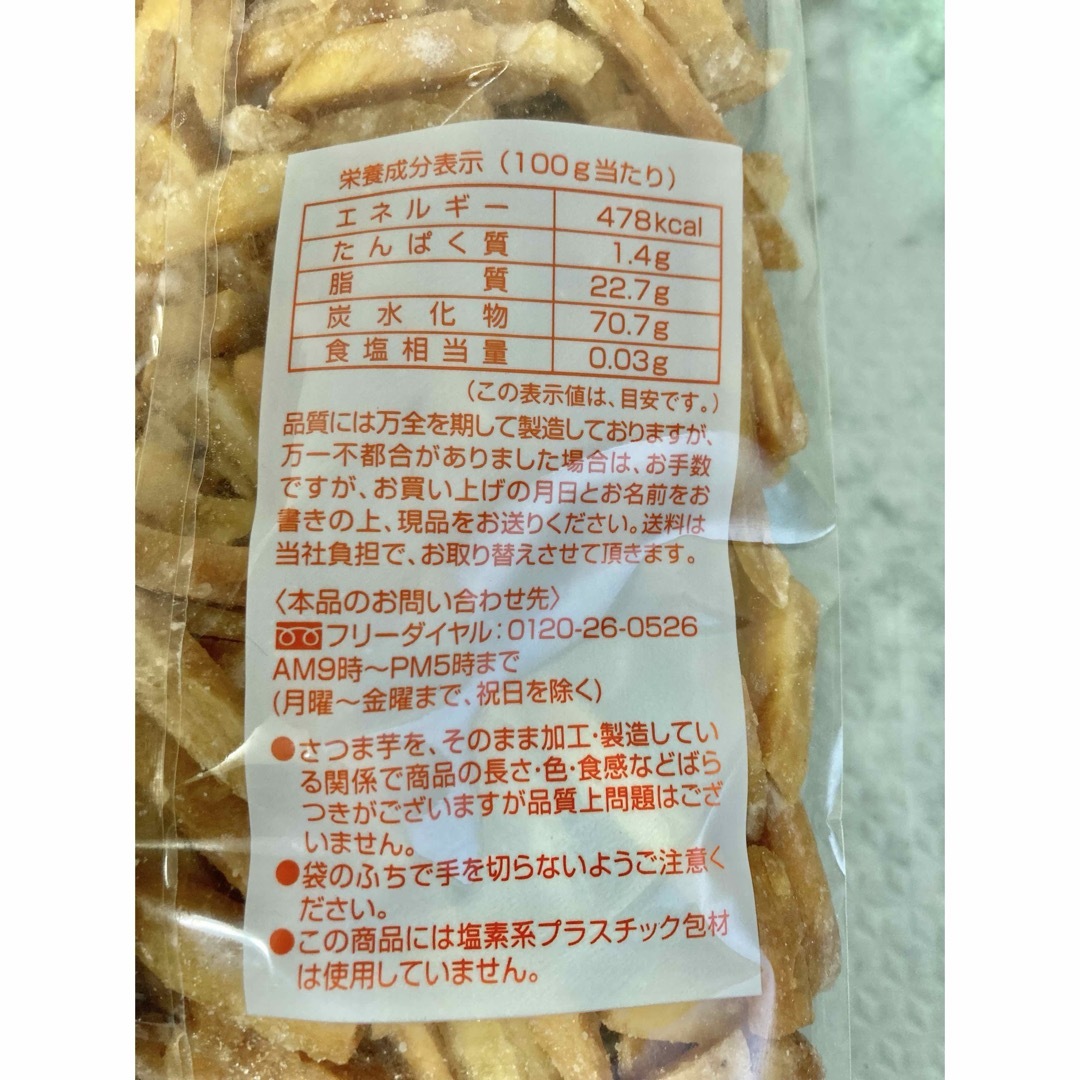 栄養成分表示(100g当たり)
エネルギー 478kcal
たんぱく質 1.4g
脂質 22.7g
炭水化物 70.7g
食塩相当量 0.03g
(この表示値は、目安です。)
品質には万全を期して製造しておりますが、
万一不都合がありました場合は、お手数
ですが、お買い上げの月日とお名前をお
書きの上、現品をお送りください。送料は
当社負担で、お取り替えさせて頂きます。
〈本品のお問い合わせ先〉
フリーダイヤル:0120-26-0526
AM9時〜PM5時まで
(月曜〜金曜まで、祝日を除く)
●さつま芋を、そのまま加工・製造してい
る関係で商品の長さ・色・食感などばら
つきがございますが品質上問題はござ
いません。
●袋のふちで手を切らないようご注意く
ださい。
●この商品には塩素系プラスチック包材
は使用していません。